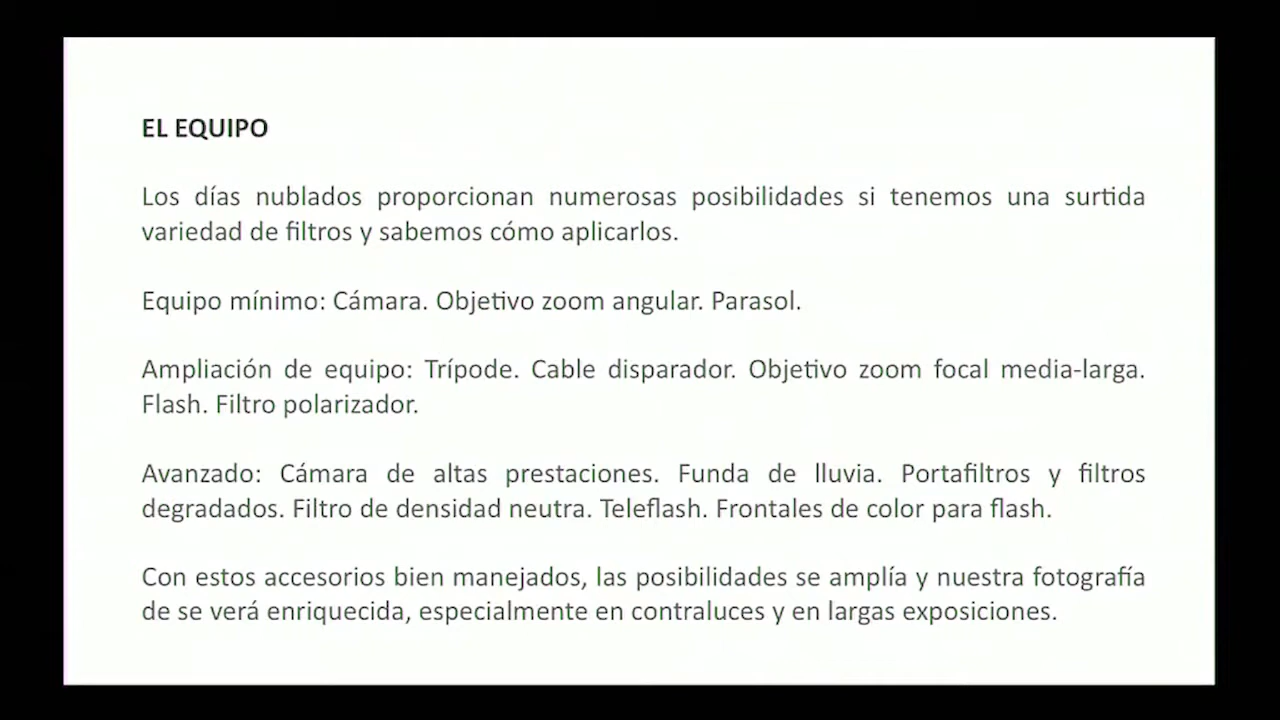 EL EQUIPO
Los días nublados proporcionan numerosas posibilidades si tenemos una surtida
variedad de filtros y sabemos cómo aplicarlos.
Equipo mínimo: Cámara. Objetivo zoom angular. Parasol.
Ampliación de equipo: Trípode. Cable disparador. Objetivo zoom focal media-larga.
Flash. Filtro polarizador.
Avanzado: Cámara de altas prestaciones. Funda de lluvia. Portafiltros y filtros
degradados. Filtro de densidad neutra. Teleflash. Frontales de color para flash.
Con estos accesorios bien manejados, las posibilidades se amplía y nuestra fotografía
de se verá enriquecida, especialmente en contraluces y en largas exposiciones.